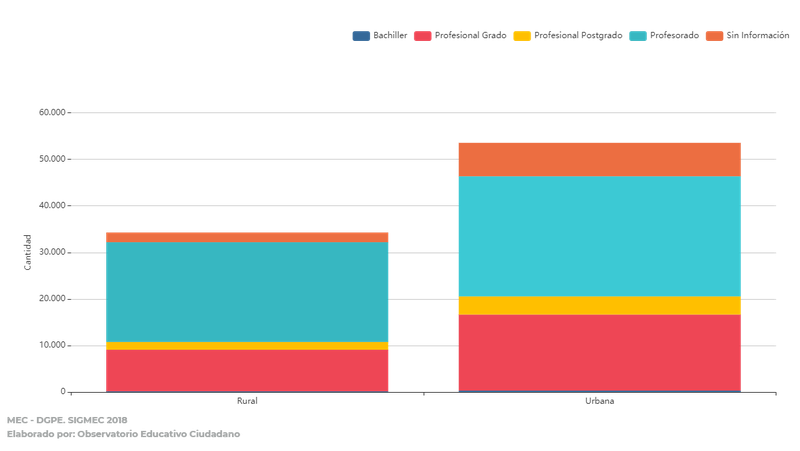 Bachiller Profesional Grado Profesional Postgrado Profesorado Sin Información
60.000
50.000
40.000
30.000
20.000
10.000
0
Cantidad
Rural Urbana
MEC - DGPE. SIGMEC 2018
Elaborado por: Observatorio Educativo Ciudadano